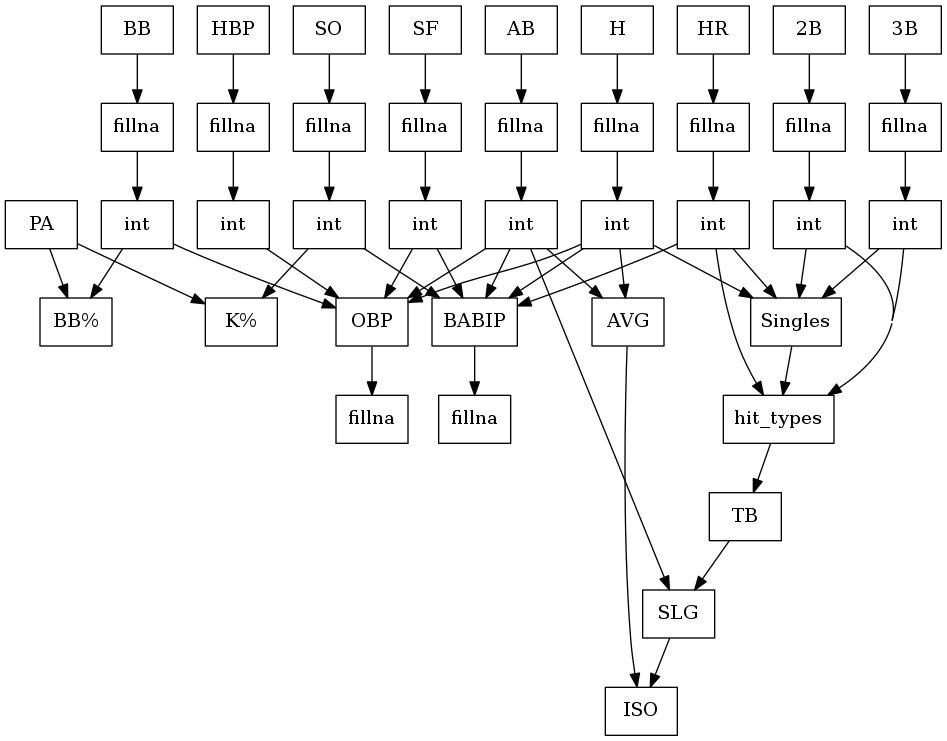 BB HBP SO SF AB H HR 2B 3B
fillna fillna fillna fillna fillna fillna fillna fillna fillna
PA int int int int int int int int int
BB% K% OBP BABIP AVG Singles
fillna fillna hit_types
TB
SLG
ISO